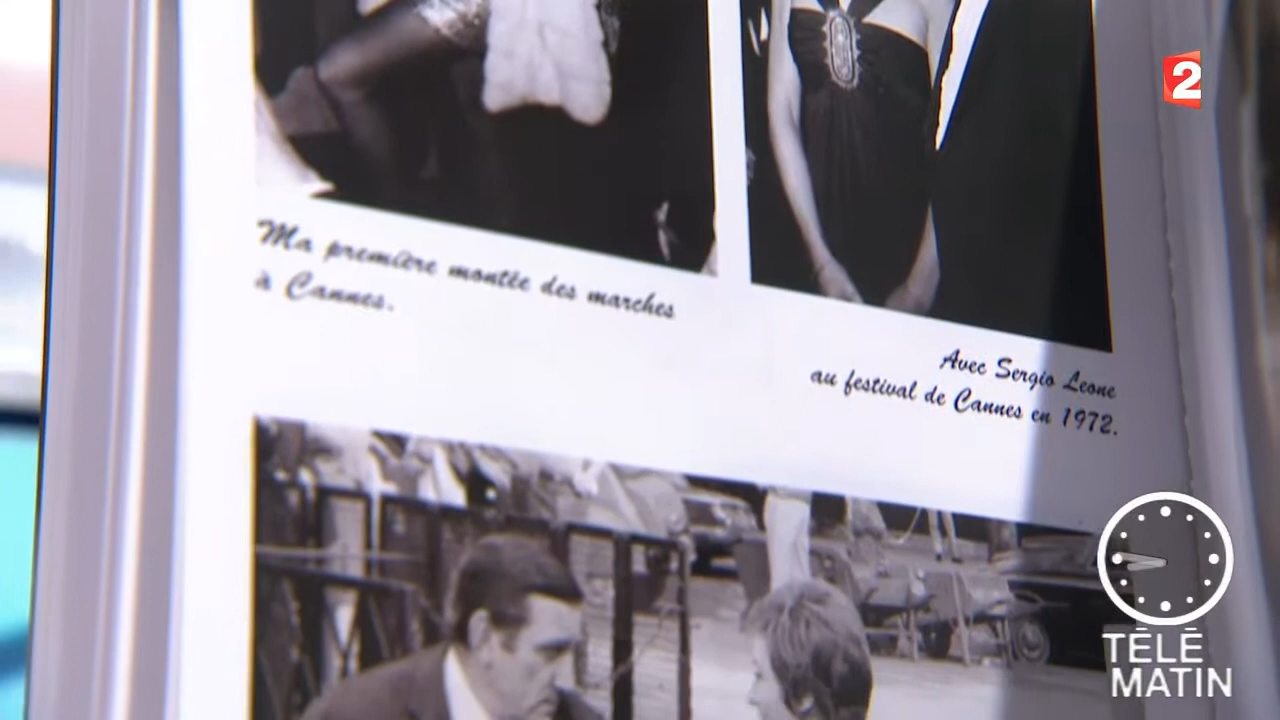 2
Ma première montée des marches
à Cannes.
Avec Sergio Leone
au festival de Cannes en 1972.
TÉLÉ
MATIN